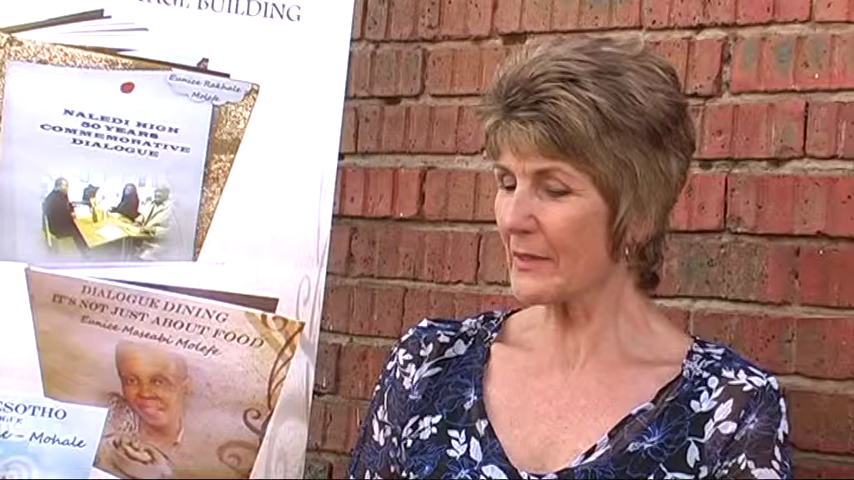 BUILDING
Eunice Rakhale
Molefe
NALEDI HIGH
50 YEARS
COMMEMORATIVE
DIALOGUE
DIALOGUE DINING
IT'S NOT JUST ABOUT FOOD
Eunice Maseabi Molefe
ESOTHO
- Mohale